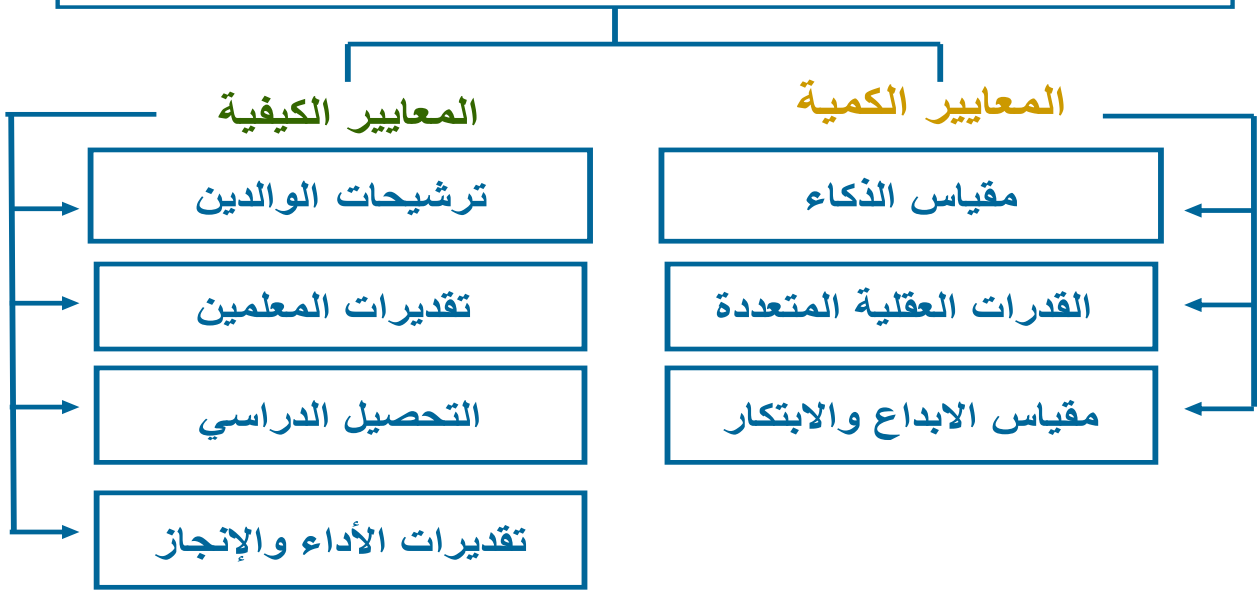 المعايير الكمية
مقياس الذكاء
القدرات العقلية المتعددة
مقياس الابداع والابتكار
المعايير الكيفية
ترشيحات الوالدين
تقديرات المعلمين
التحصيل الدراسي
تقديرات الأداء والإنجاز